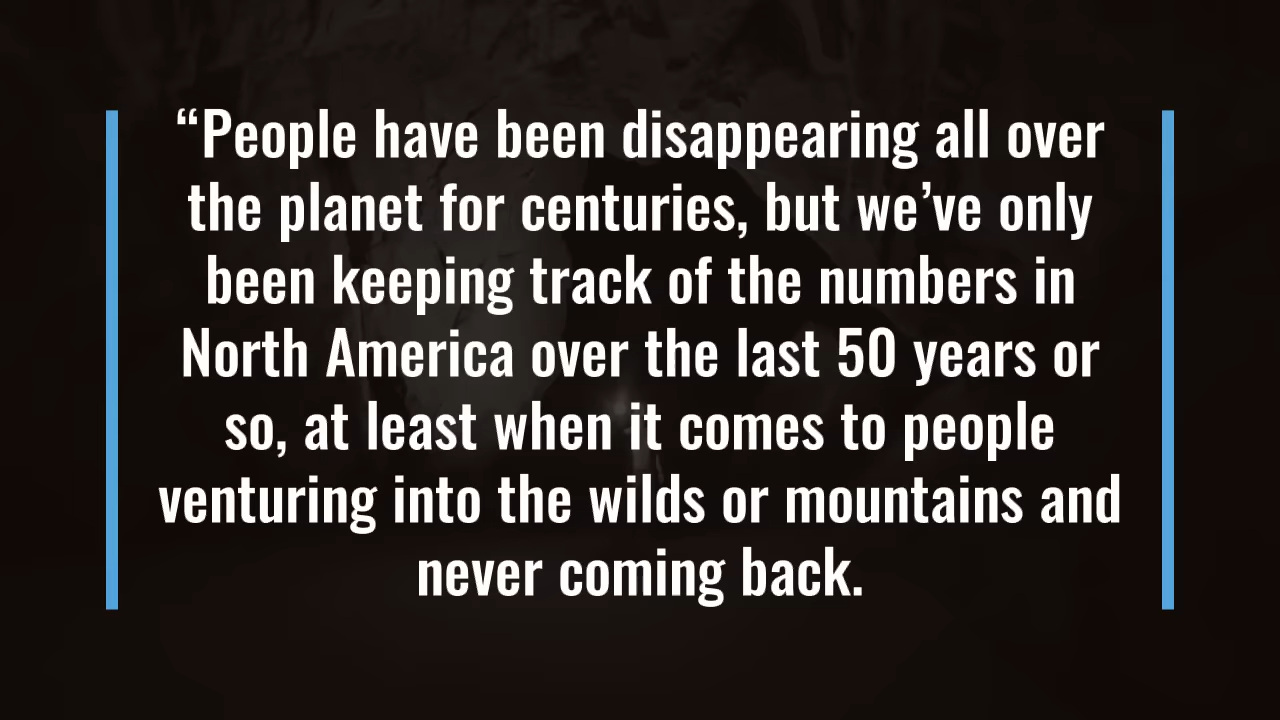 “People have been disappearing all over
the planet for centuries, but we’ve only
been keeping track of the numbers in
North America over the last 50 years or
so, at least when it comes to people
venturing into the wilds or mountains and
never coming back.